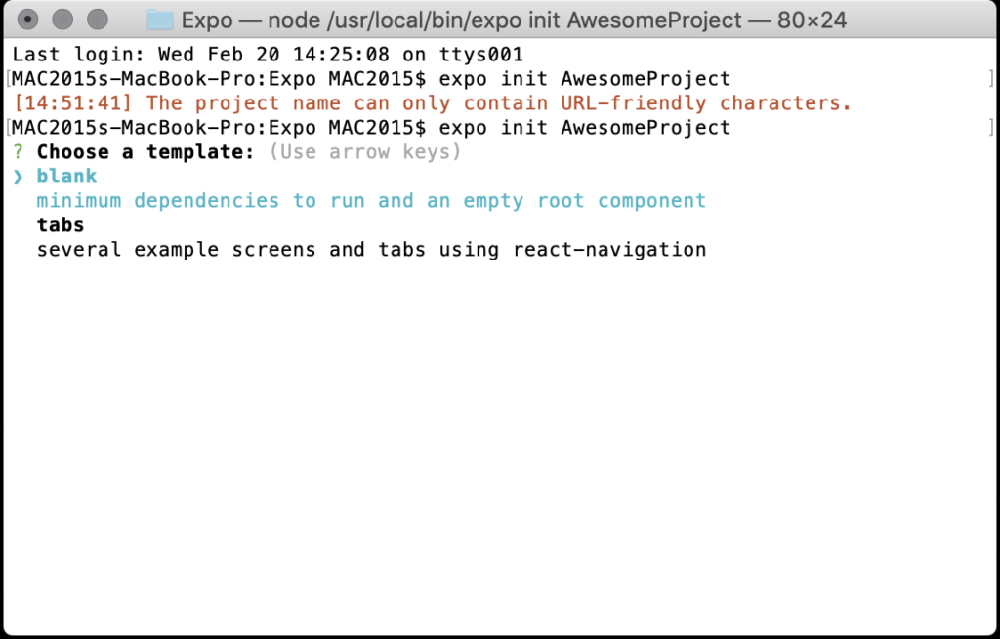 Expo — node /usr/local/bin/expo init AwesomeProject — 80×24
Last login: Wed Feb 20 14:25:08 on ttys001
[MAC2015s-MacBook-Pro:Expo MAC2015$ expo init AwesomeProject ]
[14:51:41] The project name can only contain URL-friendly characters.
[MAC2015s-MacBook-Pro:Expo MAC2015$ expo init AwesomeProject ]
? Choose a template: (Use arrow keys)
❯ blank
minimum dependencies to run and an empty root component
tabs
several example screens and tabs using react-navigation